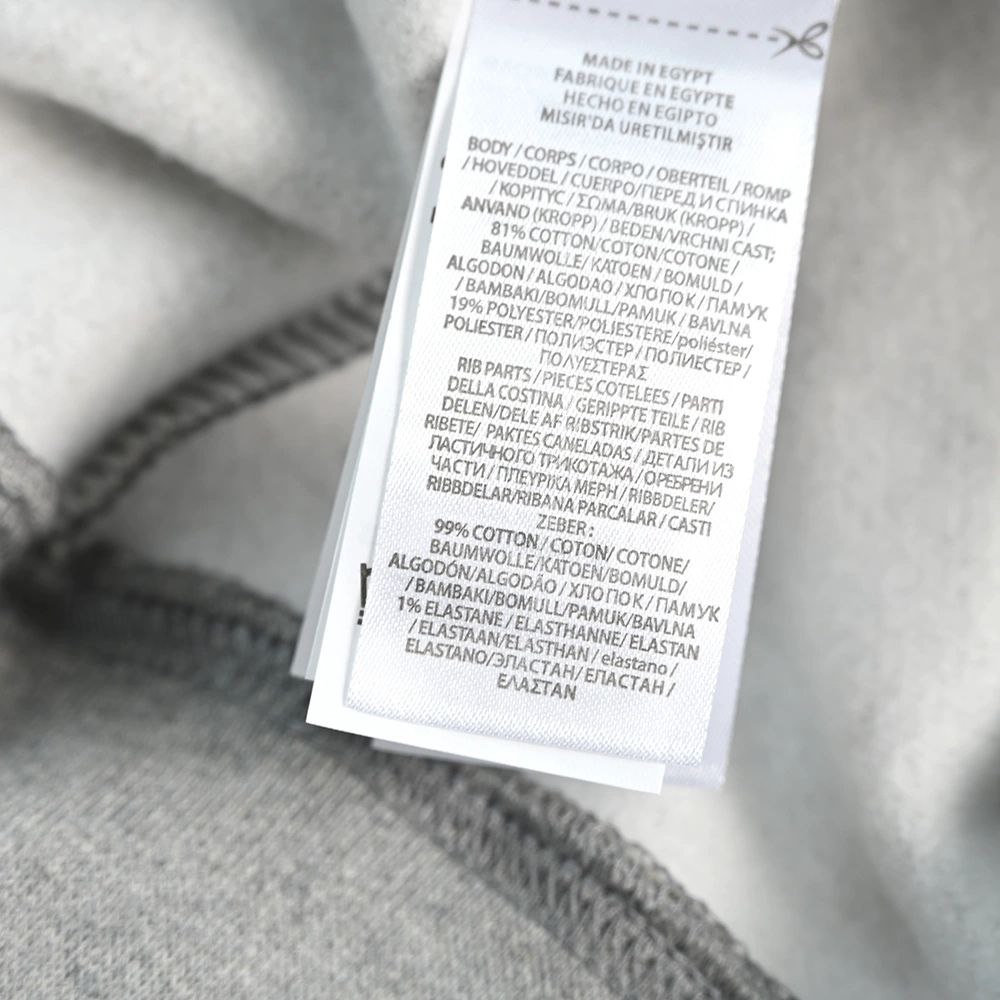 MADE IN EGYPT
FABRIQUE EN EGYPTE
HECHO EN EGIPTO
MISIR'DA URETILMIŞTIR
BODY / CORPS / CORPO / OBERTEIL / ROMP
/ HOVEDDEL / CUERPO/ПЕРЕД И СПИНКА
/ КОРПУС / ΣΩMA/BRUK (KROPP) /
ANVAND (KROPP) / BEDEN/VRCHNI CAST;
81% COTTON/COTON/COTONE /
BAUMWOLLE/ KATOEN / BOMULD /
ALGODON / ALGODAO / ХЛОПОК / ПАМУК
/ BAMBAKI/BOMULL/PAMUK / BAVLNA
19% POLYESTER/POLIESTERE/poliéster/
POLIESTER / ПОЛИЭСТЕР / ПОЛИЕСТЕР /
ΠΟΛΥΕΣΤΕΡΑΣ
RIB PARTS / PIECES COTELEES / PARTI
DELLA COSTINA / GERIPPTE TEILE / RIB
DELEN/DELE AF RIBSTRIK/PARTES DE
RIBETE/ PAKTES CANELADAS / ДЕТАЛИ ИЗ
ЛАСТИЧНОГО ТРИКОТАЖА / ОРЕБРЕНИ
ЧАСТИ / ΠΛΕΥΡΙΚΑ ΜΕΡΗ / RIBBDELER/
RIBBDELAR/RIBANA PARCALAR / CASTI
ZEBER :
99% COTTON / COTON/ COTONE/
BAUMWOLLE/KATOEN/BOMULD/
ALGODÓN/ALGODÃO / ХЛОПОК / ПАМУК
/ BAMBAKI/BOMULL/PAMUK/BAVLNA
1% ELASTANE / ELASTHANNE/ ELASTAN
/ ELASTAAN/ELASTHAN / elastano /
ELASTANO/ЭЛАСТАН/ ЕЛАСТАН /
ΕΛΑΣΤΑΝ